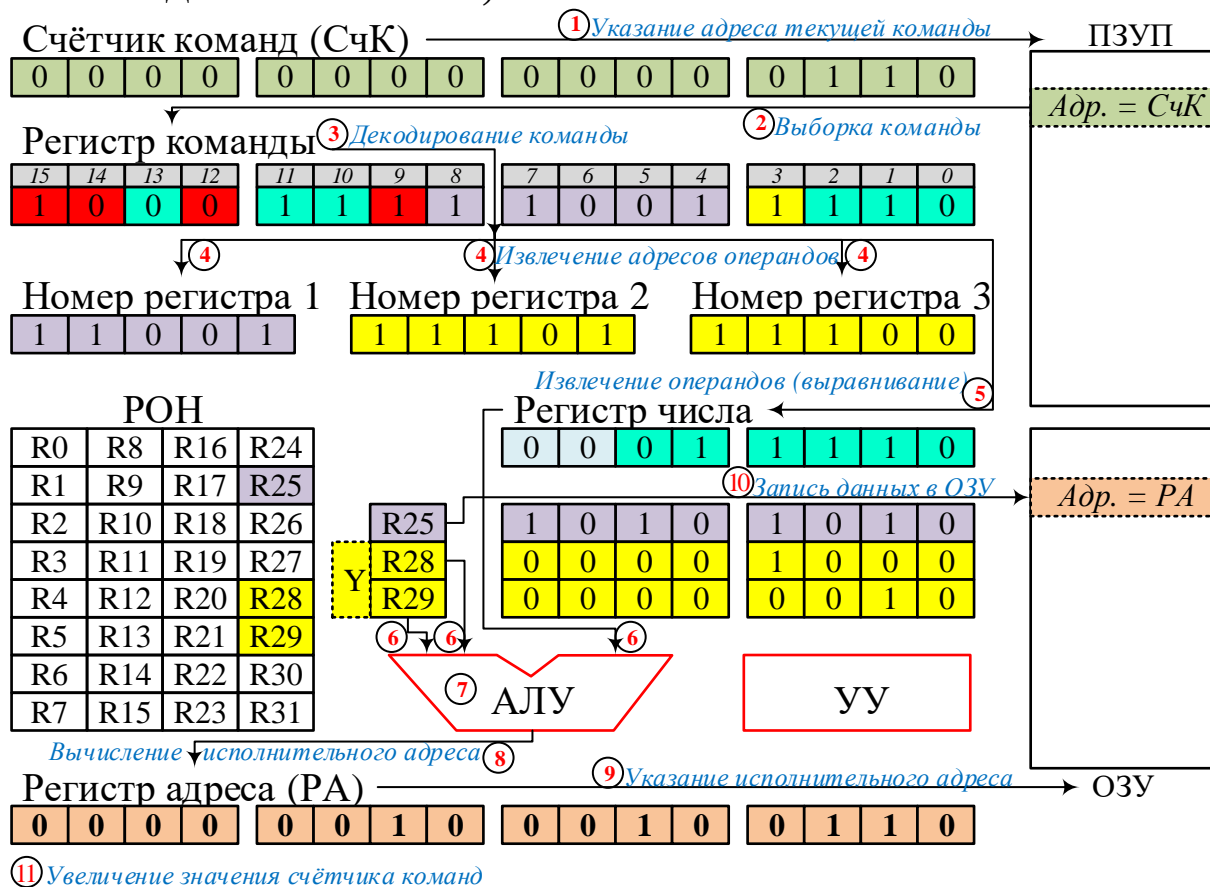 ① Указание адреса текущей команды
Счётчик команд (СчК) ПЗУП
0 0 0 0 0 0 0 0 0 0 0 0 0 1 1 0
Адр. = СчК
② Выборка команды
Регистр команды ③ Декодирование команды
15 14 13 12 11 10 9 8 7 6 5 4 3 2 1 0
1 0 0 0 1 1 1 1 1 0 0 1 1 1 1 0
④ ④ Извлечение адресов операндов ④
Номер регистра 1 Номер регистра 2 Номер регистра 3
1 1 0 0 1 1 1 1 0 1 1 1 1 0 0
Извлечение операндов (выравнивание) ⑤
РОН Регистр числа
R0 R8 R16 R24 0 0 0 1 1 1 1 0
R1 R9 R17 R25
⑩ Запись данных в ОЗУ Адр. = РА
R2 R10 R18 R26 R25 1 0 1 0 1 0 1 0
R3 R11 R19 R27 Y R28 0 0 0 0 1 0 0 0
R4 R12 R20 R28 R29 0 0 0 0 0 0 1 0
R5 R13 R21 R29 ⑥ ⑥ ⑥
R6 R14 R22 R30 ⑦ АЛУ УУ
R7 R15 R23 R31
Вычисление исполнительного адреса ⑧
⑨ Указание исполнительного адреса
Регистр адреса (РА) ОЗУ
0 0 0 0 0 0 1 0 0 0 1 0 0 1 1 0
⑪ Увеличение значения счётчика команд